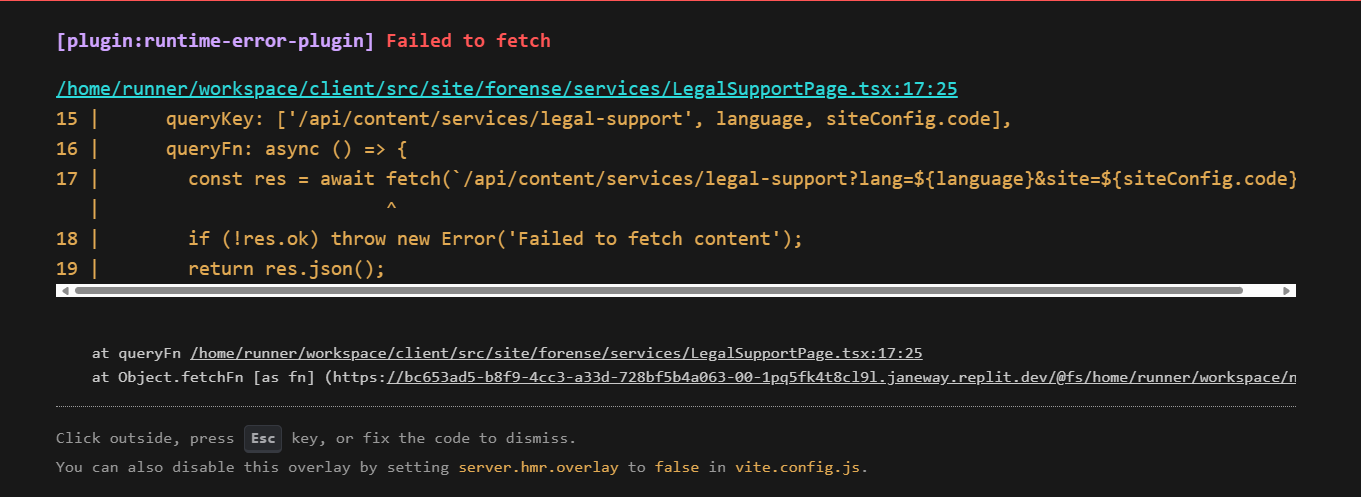 [plugin:runtime-error-plugin] Failed to fetch
/home/runner/workspace/client/src/site/forense/services/LegalSupportPage.tsx:17:25
15 |      queryKey: ['/api/content/services/legal-support', language, siteConfig.code],
16 |      queryFn: async () => {
17 |        const res = await fetch(`/api/content/services/legal-support?lang=${language}&site=${siteConfig.code}
|                          ^
18 |        if (!res.ok) throw new Error('Failed to fetch content');
19 |        return res.json();
at queryFn /home/runner/workspace/client/src/site/forense/services/LegalSupportPage.tsx:17:25
at Object.fetchFn [as fn] (https://bc653ad5-b8f9-4cc3-a33d-728bf5b4a063-00-1pq5fk4t8cl9l.janeway.replit.dev/@fs/home/runner/workspace/n
Click outside, press Esc key, or fix the code to dismiss.
You can also disable this overlay by setting server.hmr.overlay to false in vite.config.js.